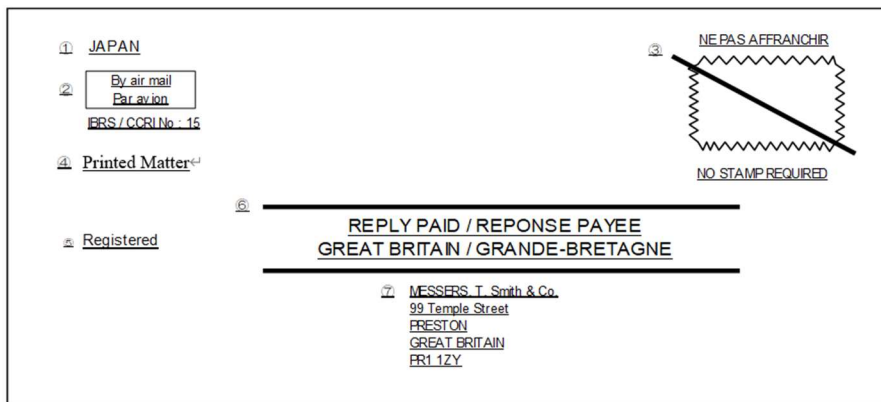 ① JAPAN
② By air mail
Par avion
IBRS / CCRI No : 15
③ NE PAS AFFRANCHIR
NO STAMP REQUIRED
④ Printed Matter↵
⑤ Registered
⑥ REPLY PAID / REPONSE PAYEE
GREAT BRITAIN / GRANDE-BRETAGNE
⑦ MESSERS. T. Smith & Co.
99 Temple Street
PRESTON
GREAT BRITAIN
PR1 1ZY